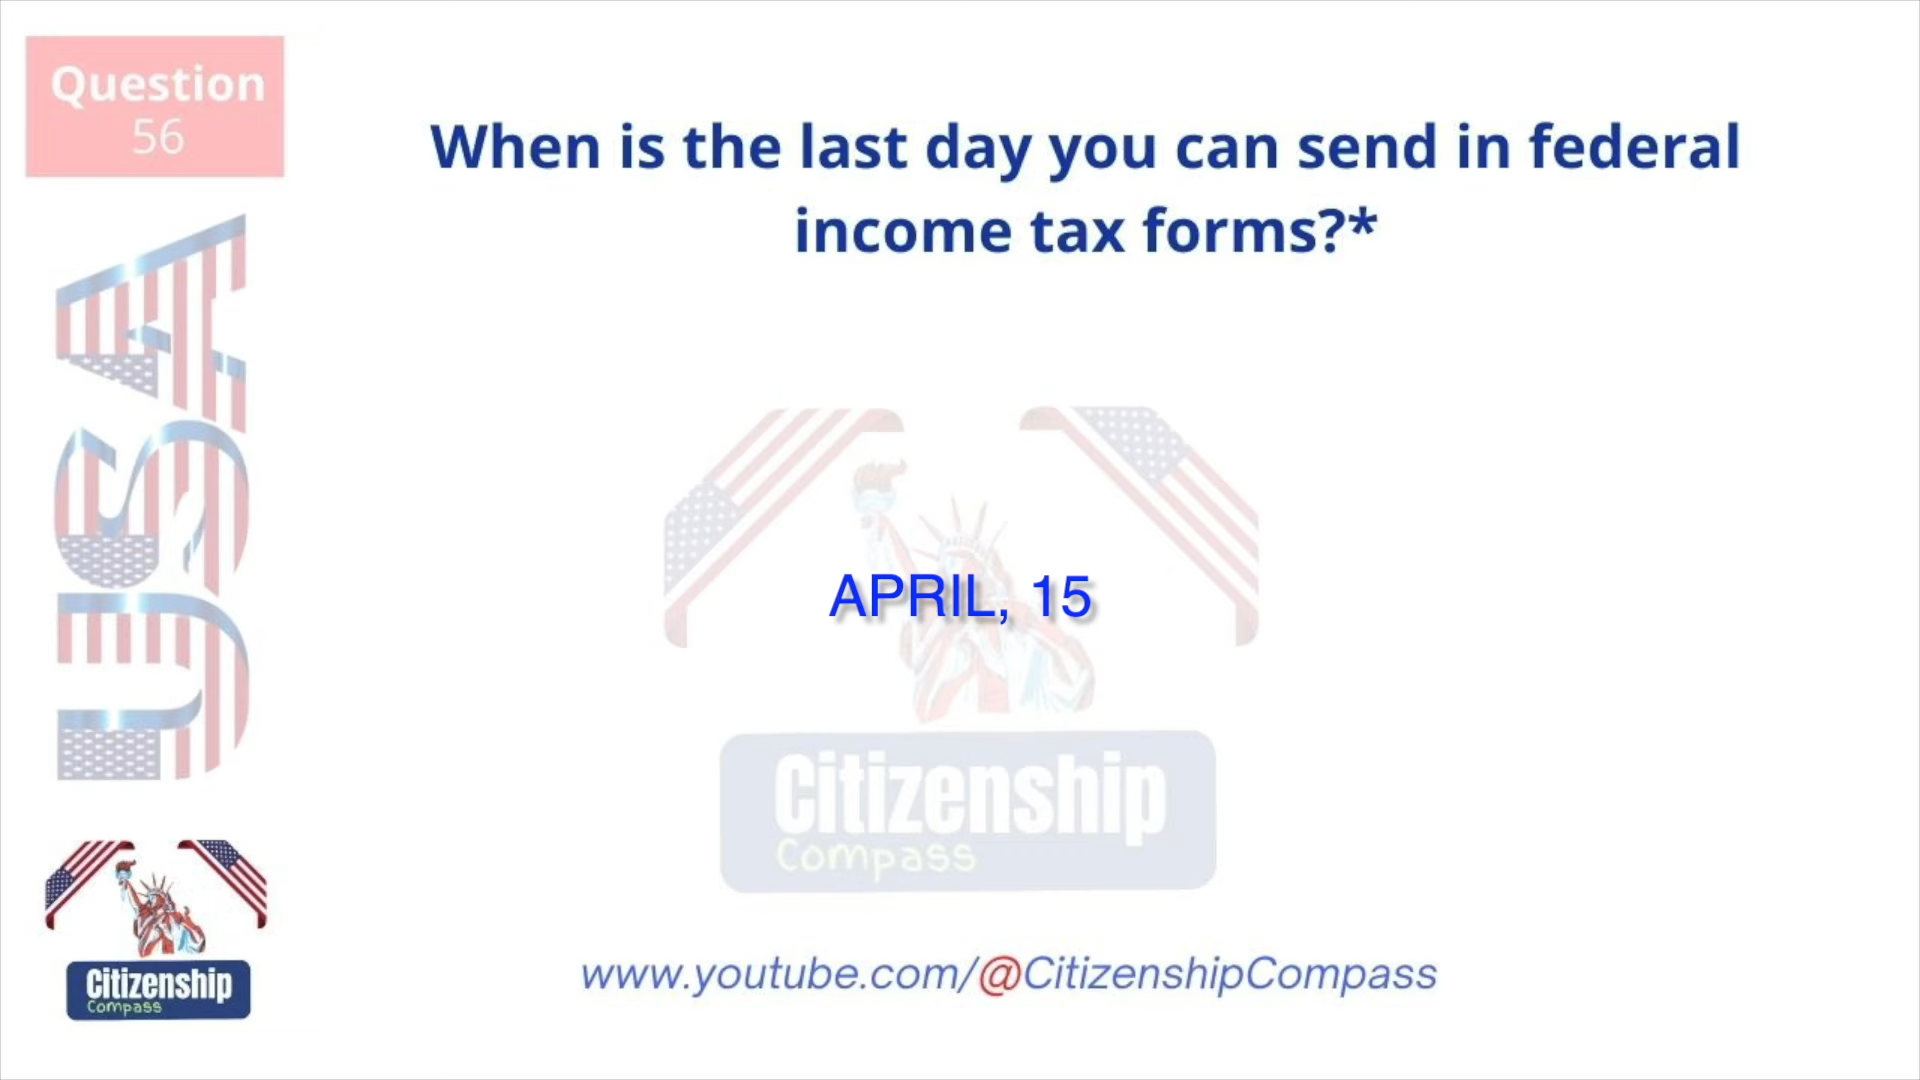 Question
56
When is the last day you can send in federal
income tax forms?*
USA
APRIL, 15
Citizenship
Compass
Citizenship
Compass
www.youtube.com/@CitizenshipCompass